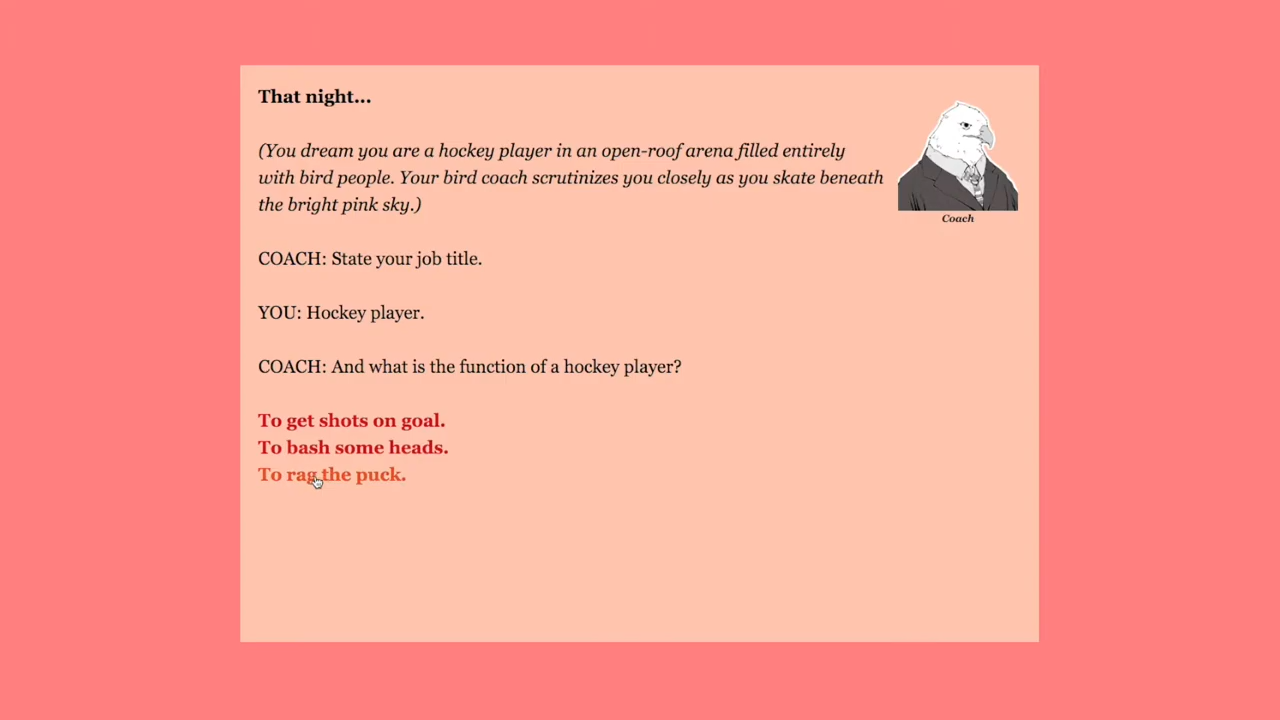 That night...
(You dream you are a hockey player in an open-roof arena filled entirely
with bird people. Your bird coach scrutinizes you closely as you skate beneath
the bright pink sky.)
Coach
COACH: State your job title.
YOU: Hockey player.
COACH: And what is the function of a hockey player?
To get shots on goal.
To bash some heads.
To rag the puck.